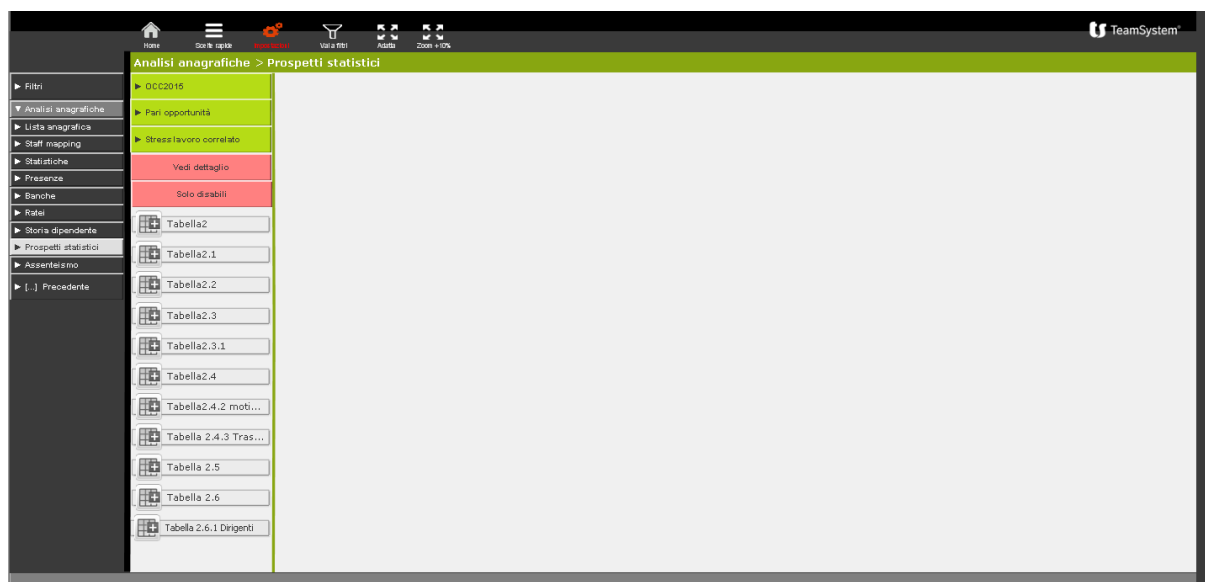 Home
Scelte rapide
Vai a filtri
Adatta
Zoom +10%
TeamSystem®
Analisi anagrafiche > Prospetti statistici
► Filtri
▼ Analisi anagrafiche
► Lista anagrafica
► Staff mapping
► Statistiche
► Presenze
► Banche
► Ratei
► Storia dipendente
► Prospetti statistici
► Assenteismo
► [...] Precedente
► OCC2015
► Pari opportunità
► Stress lavoro correlato
Vedi dettaglio
Solo disabili
Tabella2
Tabella2.1
Tabella2.2
Tabella2.3
Tabella2.3.1
Tabella2.4
Tabella2.4.2 moti...
Tabella 2.4.3 Tras...
Tabella 2.5
Tabella 2.6
Tabella 2.6.1 Dirigenti